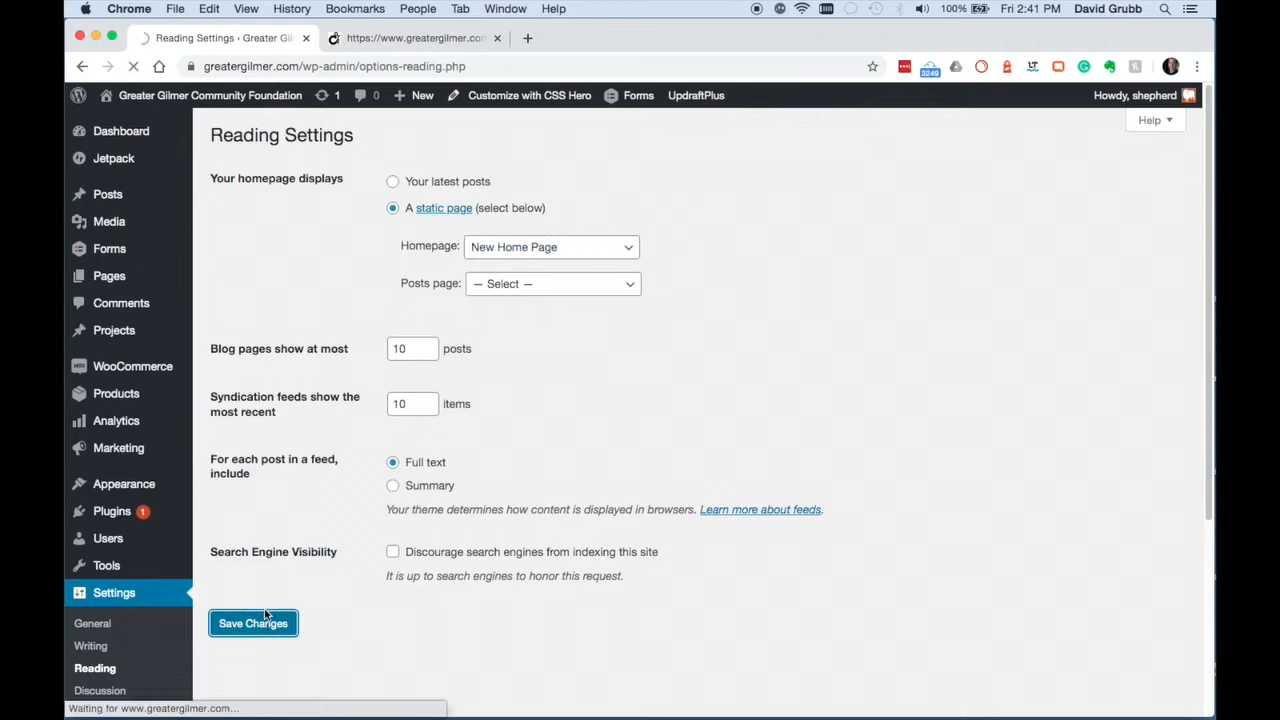 Chrome File Edit View History Bookmarks People Tab Window Help 100% Fri 2:41 PM David Grubb
Reading Settings ‹ Greater Gil
https://www.greatergilmer.com
greatergilmer.com/wp-admin/options-reading.php
3249
LT
Greater Gilmer Community Foundation 1 0 New Customize with CSS Hero Forms UpdraftPlus Howdy, shepherd
Help
Dashboard
Jetpack
Posts
Media
Forms
Pages
Comments
Projects
WooCommerce
Products
Analytics
Marketing
Appearance
Plugins 1
Users
Tools
Settings
General
Writing
Reading
Discussion
Reading Settings
Your homepage displays
Your latest posts
A static page (select below)
Homepage: New Home Page
Posts page: — Select —
Blog pages show at most 10 posts
Syndication feeds show the
most recent
10 items
For each post in a feed,
include
Full text
Summary
Your theme determines how content is displayed in browsers. Learn more about feeds.
Search Engine Visibility
Discourage search engines from indexing this site
It is up to search engines to honor this request.
Save Changes
Waiting for www.greatergilmer.com...